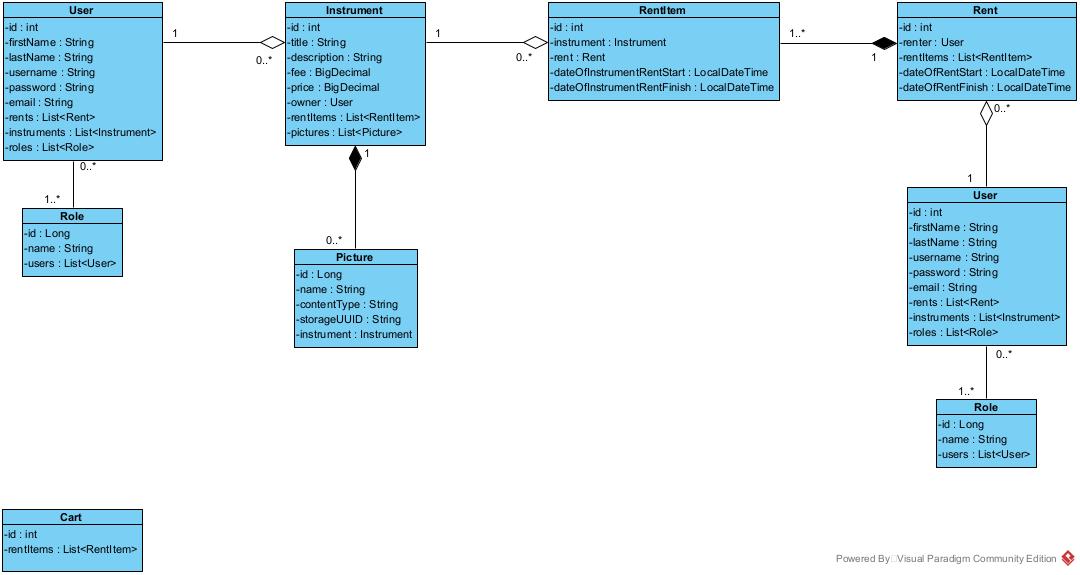 User
-id : int
-firstName : String
-lastName : String
-username : String
-password : String
-email : String
-rents : List<Rent>
-instruments : List<Instrument>
-roles : List<Role>
1
0..*
Instrument
-id : int
-title : String
-description : String
-fee : BigDecimal
-price : BigDecimal
-owner : User
-rentItems : List<RentItem>
-pictures : List<Picture>
1
0..*
RentItem
-id : int
-instrument : Instrument
-rent : Rent
-dateOfInstrumentRentStart : LocalDateTime
-dateOfInstrumentRentFinish : LocalDateTime
1..*
1
Rent
-id : int
-renter : User
-rentItems : List<RentItem>
-dateOfRentStart : LocalDateTime
-dateOfRentFinish : LocalDateTime
0..*
1..*
Role
-id : Long
-name : String
-users : List<User>
1
0..*
Picture
-id : Long
-name : String
-contentType : String
-storageUUID : String
-instrument : Instrument
0..*
1
User
-id : int
-firstName : String
-lastName : String
-username : String
-password : String
-email : String
-rents : List<Rent>
-instruments : List<Instrument>
-roles : List<Role>
0..*
1..*
Role
-id : Long
-name : String
-users : List<User>
Cart
-id : int
-rentItems : List<RentItem>
Powered By Visual Paradigm Community Edition